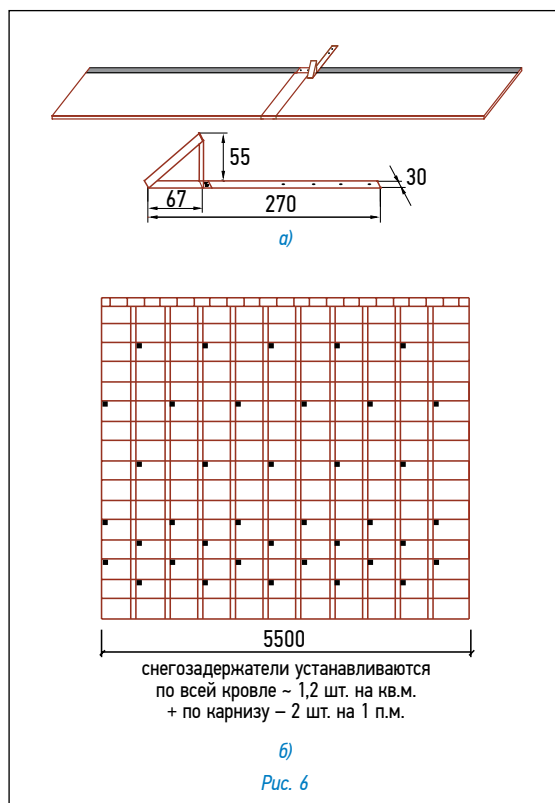 55
30
67
270
а)
5500
снегозадержатели устанавливаются
по всей кровле ~ 1,2 шт. на кв.м.
+ по карнизу – 2 шт. на 1 п.м.
б)
Рис. 6